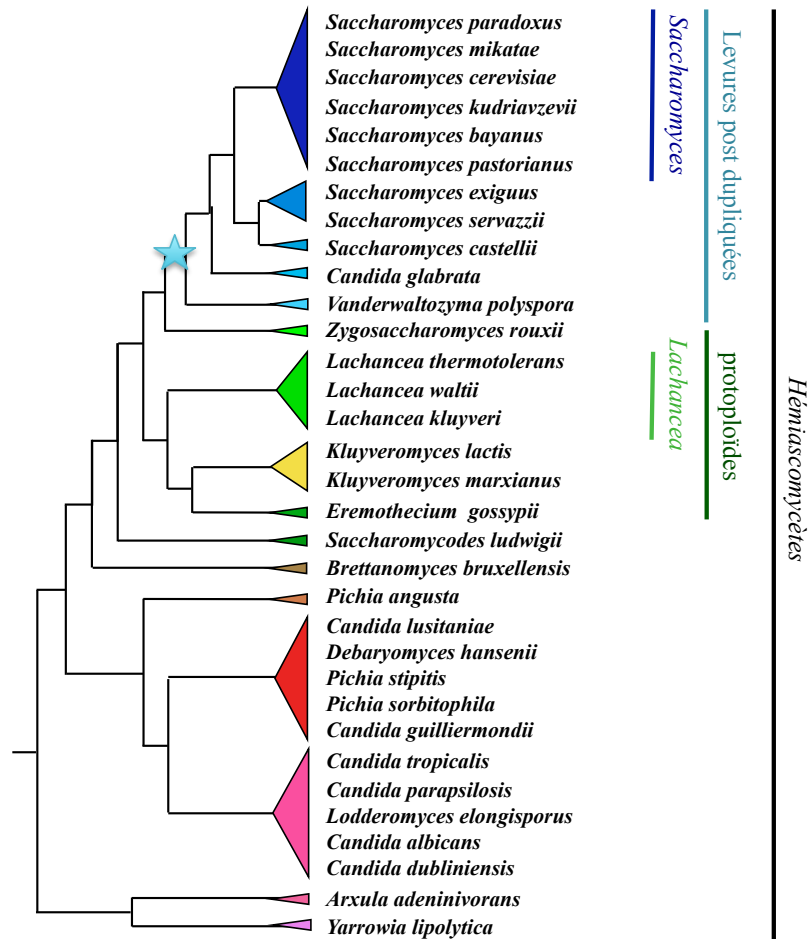 Saccharomyces paradoxus
Saccharomyces mikatae
Saccharomyces cerevisiae
Saccharomyces kudriavzevii
Saccharomyces bayanus
Saccharomyces pastorianus
Saccharomyces exiguus
Saccharomyces servazzii
Saccharomyces castellii
Candida glabrata
Vanderwaltozyma polyspora
Zygosaccharomyces rouxii
Lachancea thermotolerans
Lachancea waltii
Lachancea kluyveri
Kluyveromyces lactis
Kluyveromyces marxianus
Eremothecium gossypii
Saccharomycodes ludwigii
Brettanomyces bruxellensis
Pichia angusta
Candida lusitaniae
Debaryomyces hansenii
Pichia stipitis
Pichia sorbitophila
Candida guilliermondii
Candida tropicalis
Candida parapsilosis
Lodderomyces elongisporus
Candida albicans
Candida dubliniensis
Arxula adeninivorans
Yarrowia lipolytica
Saccharomyces
Lachancea
Levures post dupliquées
protoploïdes
Hémiascomycètes